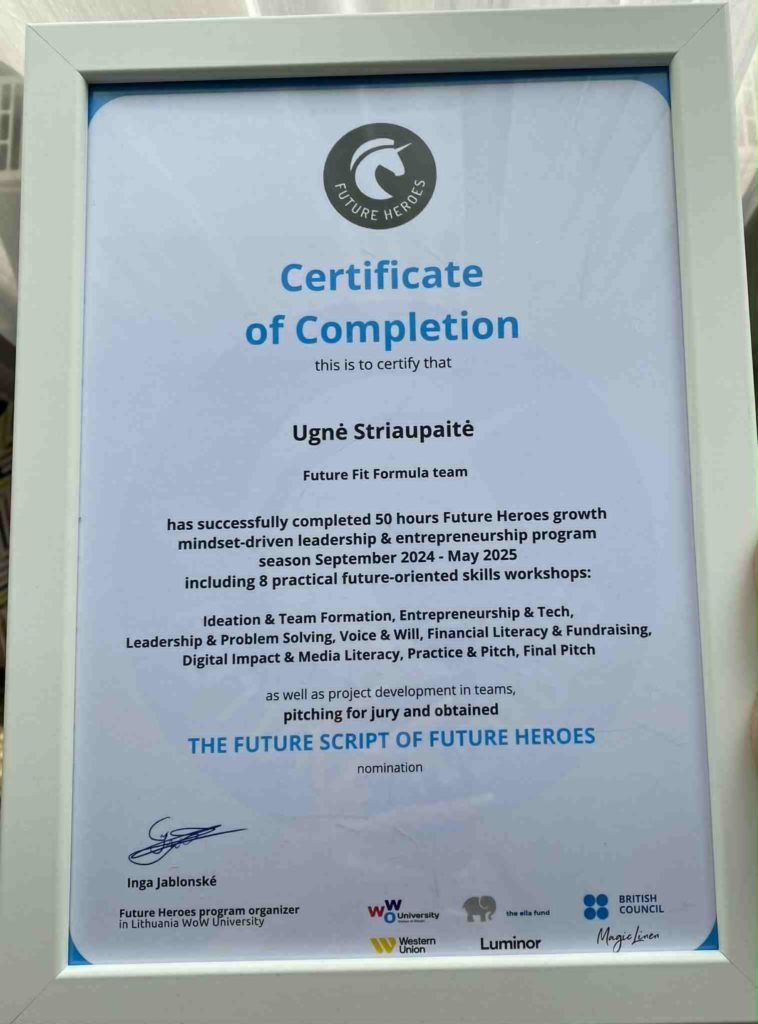 FUTURE HEROES
Certificate
of Completion
this is to certify that
Ugnė Striaupaitė
Future Fit Formula team
has successfully completed 50 hours Future Heroes growth
mindset-driven leadership & entrepreneurship program
season September 2024 - May 2025
including 8 practical future-oriented skills workshops:
Ideation & Team Formation, Entrepreneurship & Tech,
Leadership & Problem Solving, Voice & Will, Financial Literacy & Fundraising,
Digital Impact & Media Literacy, Practice & Pitch, Final Pitch
as well as project development in teams,
pitching for jury and obtained
THE FUTURE SCRIPT OF FUTURE HEROES
nomination
Inga Jablonskė
Future Heroes program organizer
in Lithuania WoW University
WOW University
the ella fund
BRITISH
COUNCIL
Western
Union
Luminor
MagicLinen